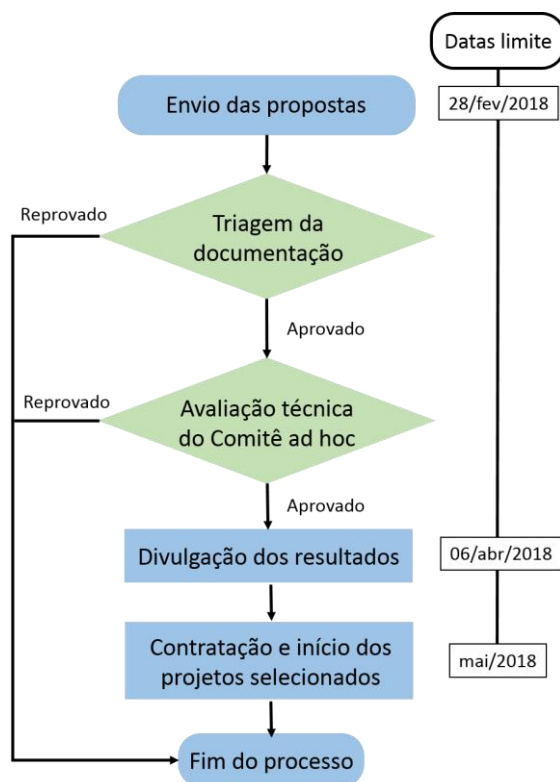 Datas limite
Envio das propostas
28/fev/2018
Reprovado
Triagem da
documentação
Aprovado
Reprovado
Avaliação técnica
do Comitê ad hoc
Aprovado
Divulgação dos resultados
06/abr/2018
Contratação e início dos
projetos selecionados
mai/2018
Fim do processo